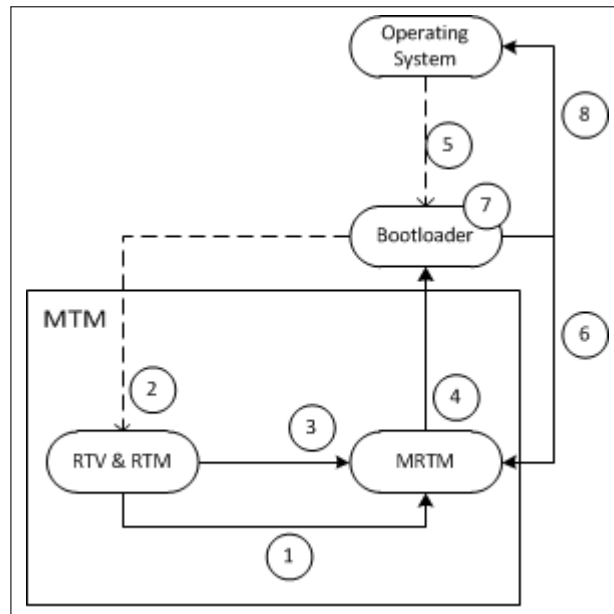 Operating
System
8
5
7
Bootloader
MTM
6
2
4
3
RTV & RTM
MRTM
1